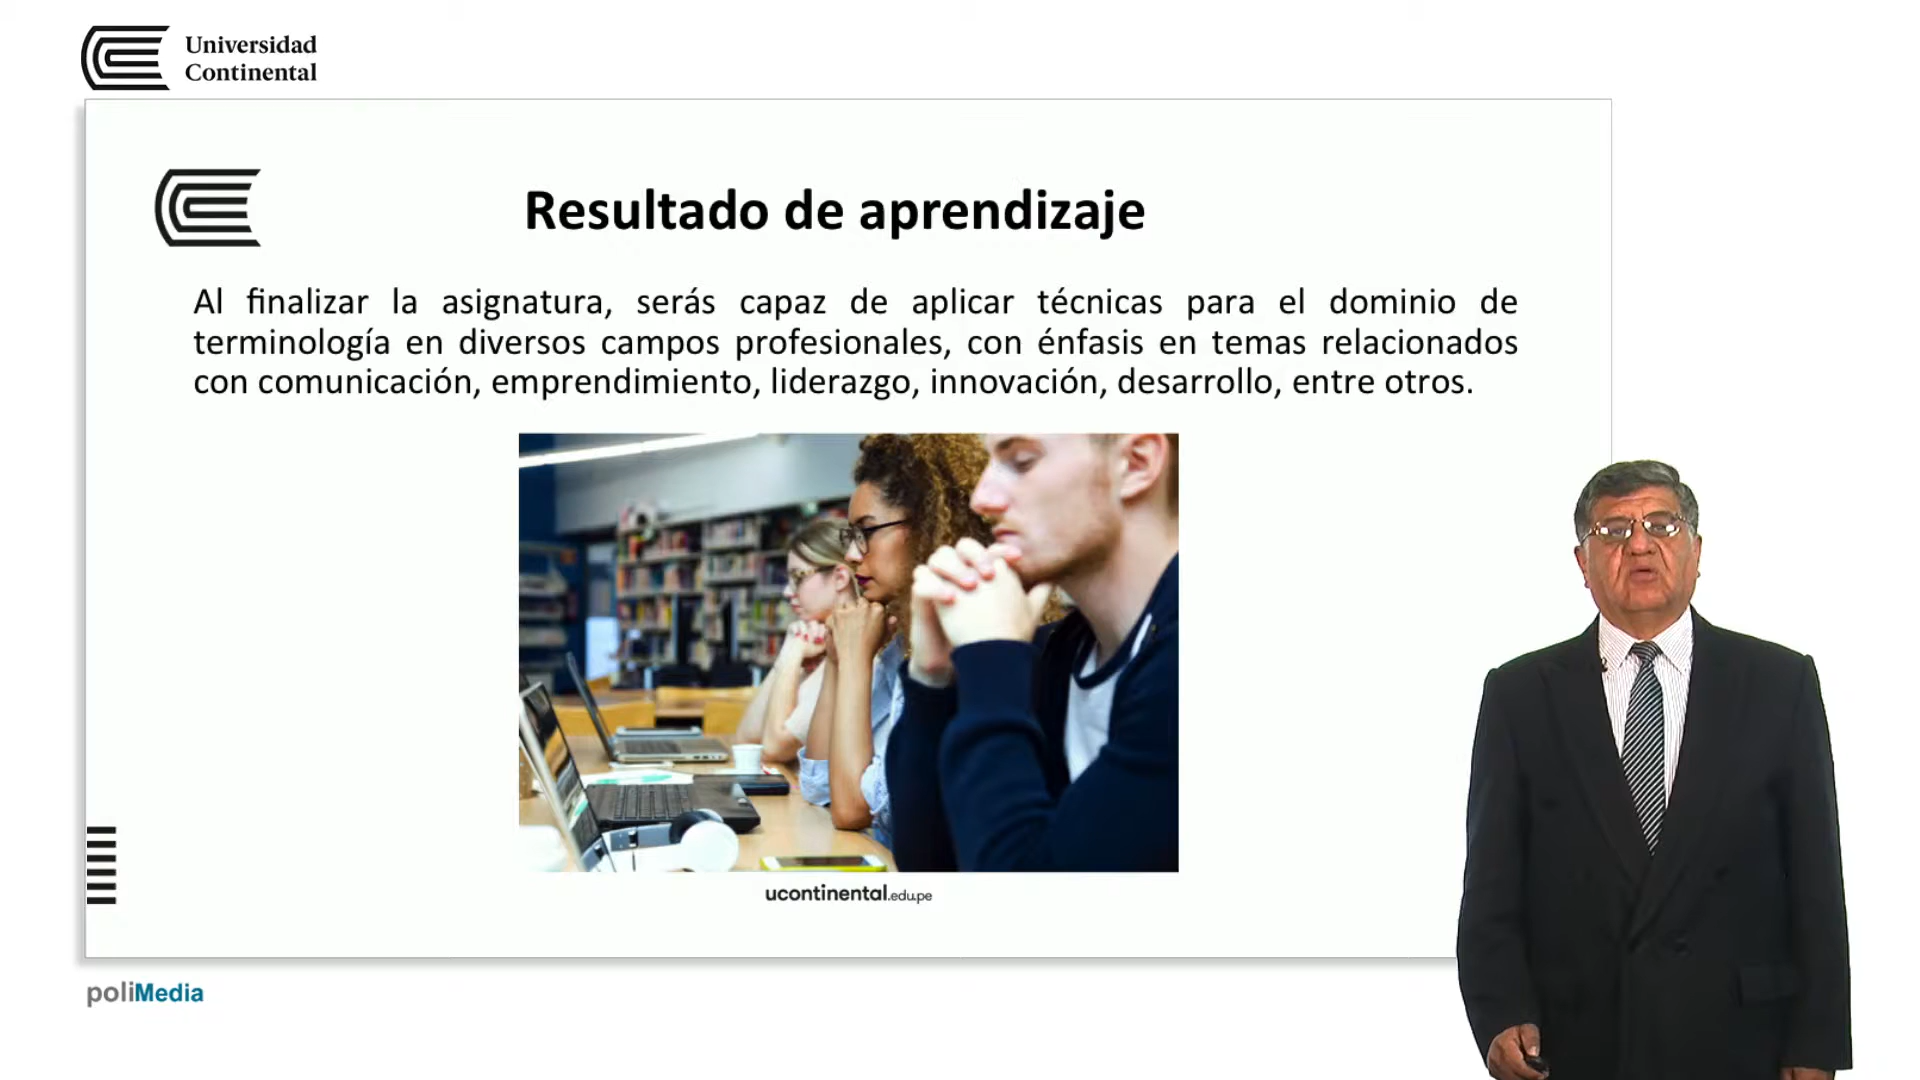 Universidad
Continental
Resultado de aprendizaje
Al finalizar la asignatura, serás capaz de aplicar técnicas para el dominio de
terminología en diversos campos profesionales, con énfasis en temas relacionados
con comunicación, emprendimiento, liderazgo, innovación, desarrollo, entre otros.
ucontinental.edu.pe
poliMedia